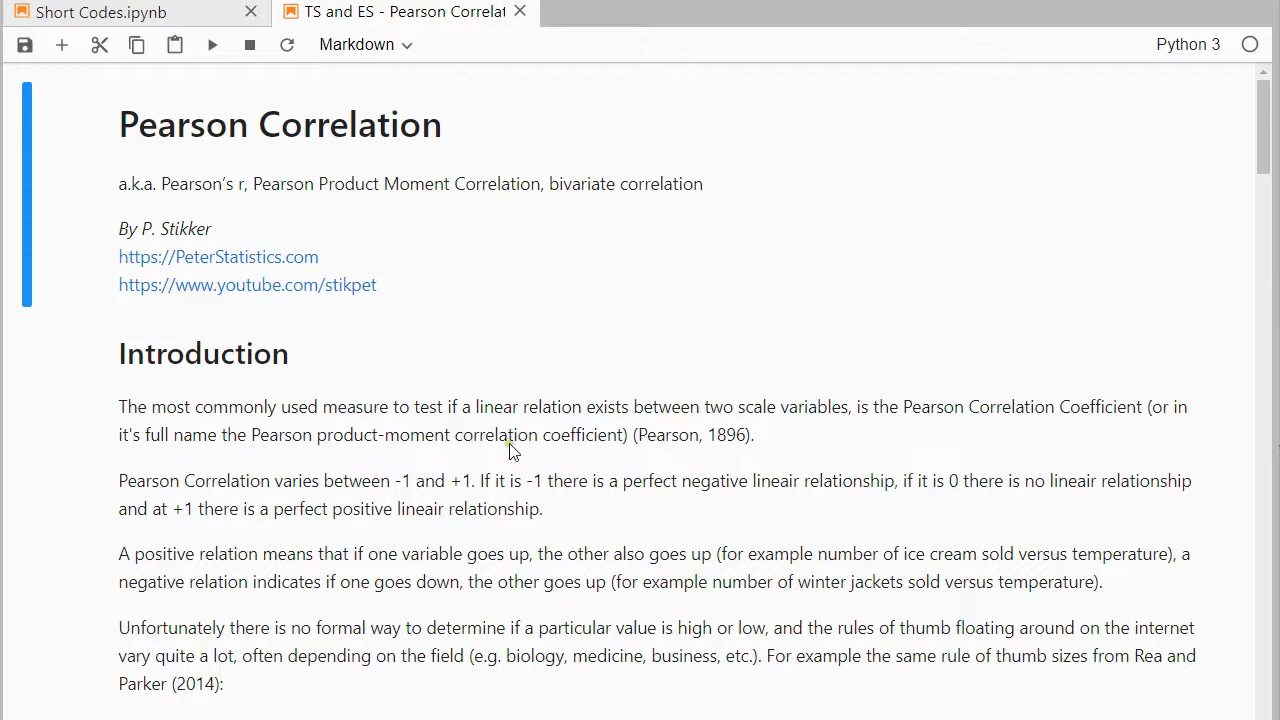 Short Codes.ipynb
TS and ES - Pearson Correlat
Markdown
Python 3
Pearson Correlation
a.k.a. Pearson’s r, Pearson Product Moment Correlation, bivariate correlation
By P. Stikker
https://PeterStatistics.com
https://www.youtube.com/stikpet
Introduction
The most commonly used measure to test if a linear relation exists between two scale variables, is the Pearson Correlation Coefficient (or in
it's full name the Pearson product-moment correlation coefficient) (Pearson, 1896).
Pearson Correlation varies between -1 and +1. If it is -1 there is a perfect negative lineair relationship, if it is 0 there is no lineair relationship
and at +1 there is a perfect positive lineair relationship.
A positive relation means that if one variable goes up, the other also goes up (for example number of ice cream sold versus temperature), a
negative relation indicates if one goes down, the other goes up (for example number of winter jackets sold versus temperature).
Unfortunately there is no formal way to determine if a particular value is high or low, and the rules of thumb floating around on the internet
vary quite a lot, often depending on the field (e.g. biology, medicine, business, etc.). For example the same rule of thumb sizes from Rea and
Parker (2014):